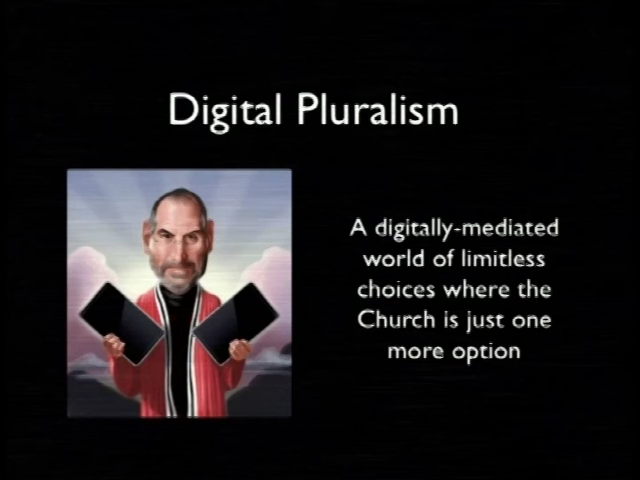 Digital Pluralism
A digitally-mediated
world of limitless
choices where the
Church is just one
more option